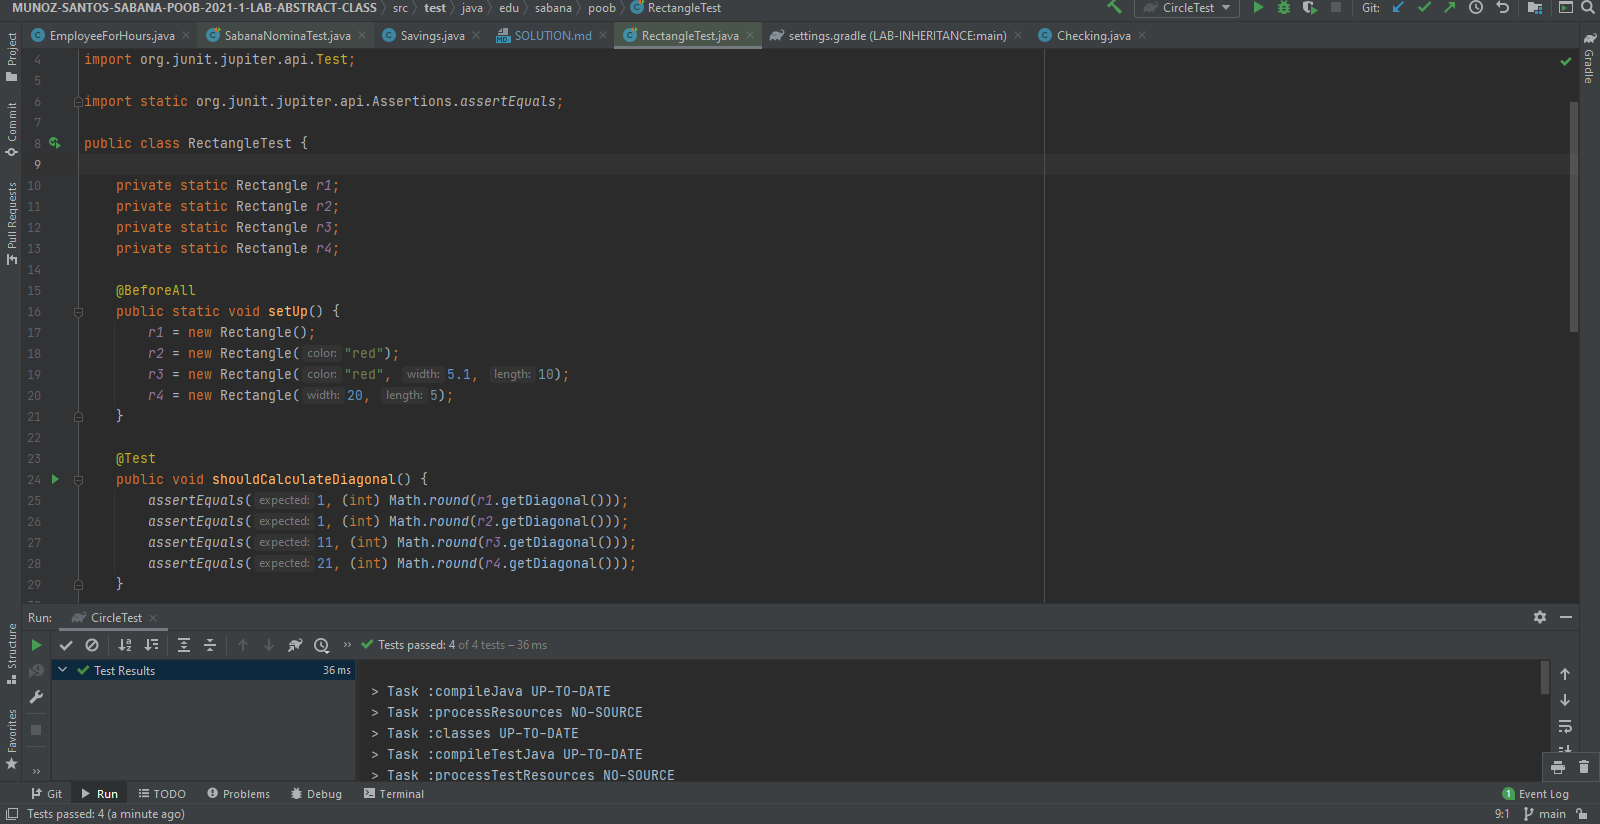 MUNOZ-SANTOS-SABANA-POOB-2021-1-LAB-ABSTRACT-CLASS src test java edu sabana poob RectangleTest CircleTest Git:
EmployeeForHours.java SabanaNominaTest.java Savings.java SOLUTION.md RectangleTest.java settings.gradle (LAB-INHERITANCE:main) Checking.java
Project
Commit
Pull Requests
Structure
Favorites
Gradle
4 import org.junit.jupiter.api.Test;
5
6 import static org.junit.jupiter.api.Assertions.assertEquals;
7
8 public class RectangleTest {
9
10 private static Rectangle r1;
11 private static Rectangle r2;
12 private static Rectangle r3;
13 private static Rectangle r4;
14
15 @BeforeAll
16 public static void setUp() {
17 r1 = new Rectangle();
18 r2 = new Rectangle( color: "red");
19 r3 = new Rectangle( color: "red", width: 5.1, length: 10);
20 r4 = new Rectangle( width: 20, length: 5);
21 }
22
23 @Test
24 public void shouldCalculateDiagonal() {
25 assertEquals( expected: 1, (int) Math.round(r1.getDiagonal()));
26 assertEquals( expected: 1, (int) Math.round(r2.getDiagonal()));
27 assertEquals( expected: 11, (int) Math.round(r3.getDiagonal()));
28 assertEquals( expected: 21, (int) Math.round(r4.getDiagonal()));
29 }
Run: CircleTest
Tests passed: 4 of 4 tests – 36 ms
Test Results 36 ms
> Task :compileJava UP-TO-DATE
> Task :processResources NO-SOURCE
> Task :classes UP-TO-DATE
> Task :compileTestJava UP-TO-DATE
> Task :processTestResources NO-SOURCE
Git Run TODO Problems Debug Terminal 1 Event Log
Tests passed: 4 (a minute ago) 9:1 main